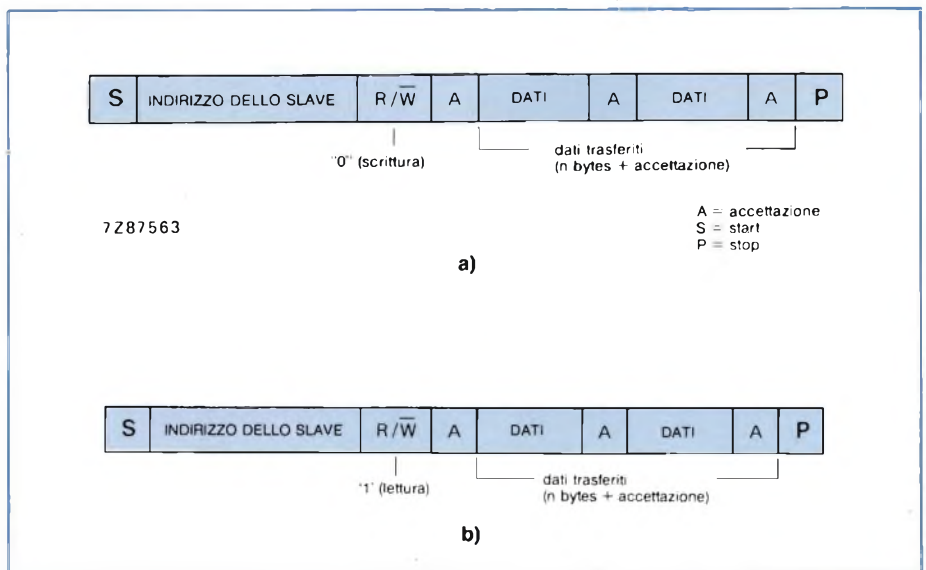 S INDIRIZZO DELLO SLAVE R/W̅ A DATI A DATI A P
"0" (scrittura)
dati trasferiti
(n bytes + accettazione)
7Z87563
A = accettazione
S = start
P = stop
a)
S INDIRIZZO DELLO SLAVE R/W̅ A DATI A DATI A P
"1" (lettura)
dati trasferiti
(n bytes + accettazione)
b)